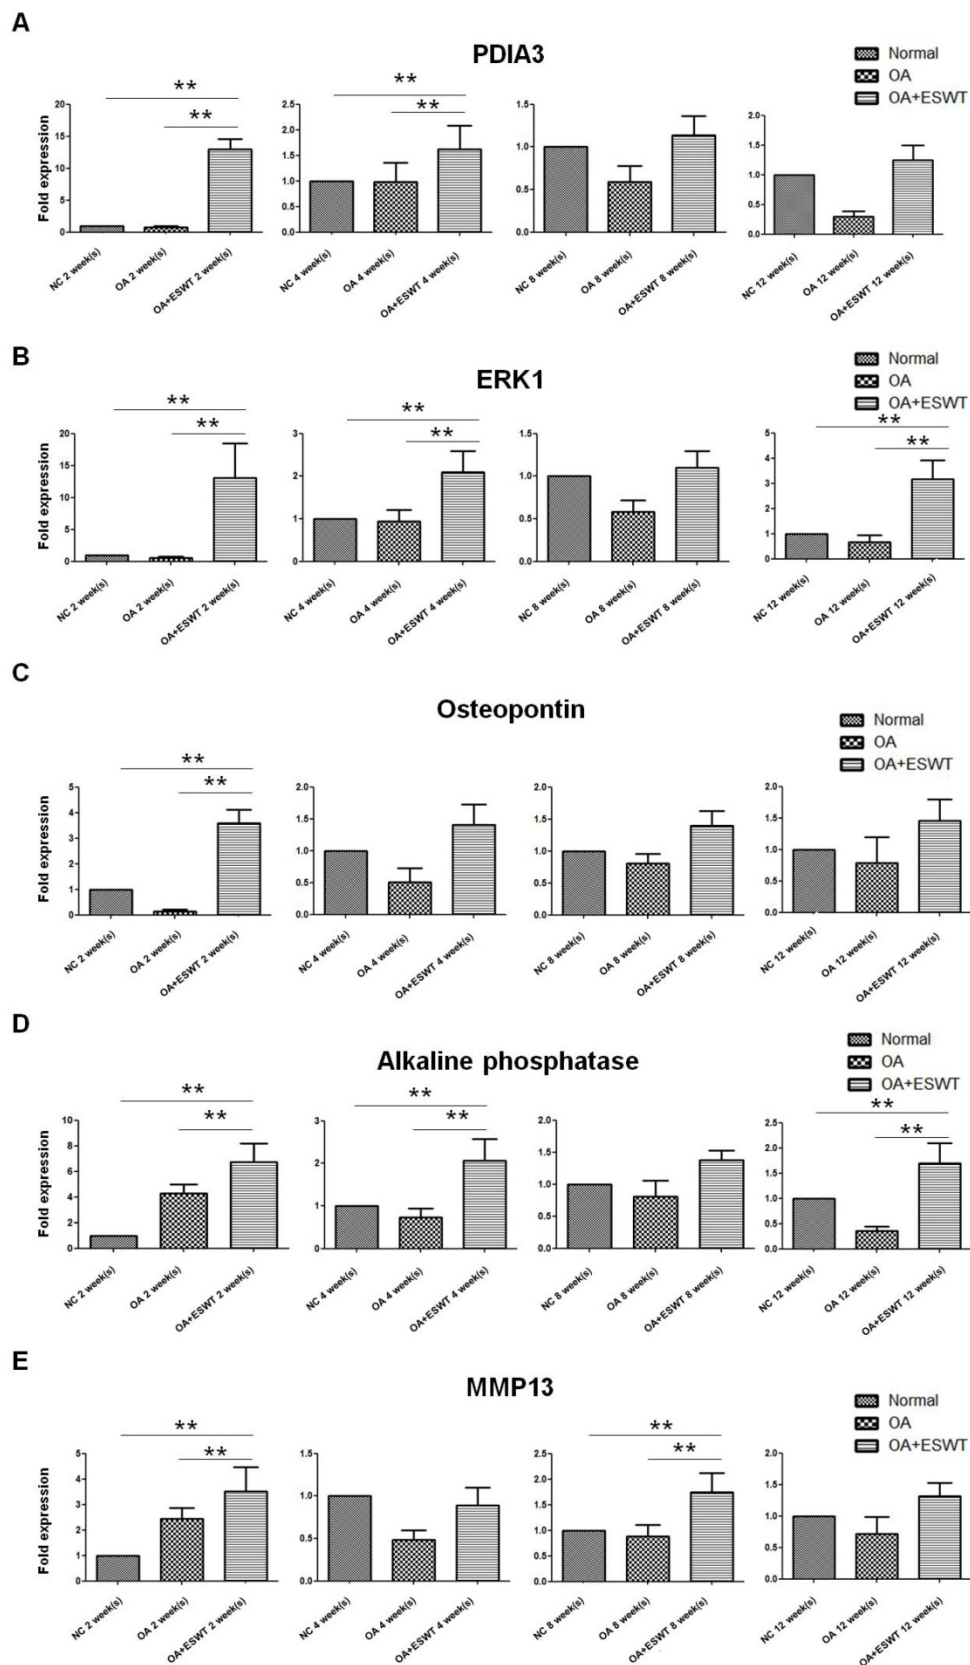 A
PDIA3
Normal
OA
OA+ESWT
** ** ** **
Fold expression
20 15 10 5 0
2.5 2.0 1.5 1.0 0.5 0.0
1.5 1.0 0.5 0.0
2.0 1.5 1.0 0.5 0.0
NC 2 week(s) OA 2 week(s) OA+ESWT 2 week(s)
NC 4 week(s) OA 4 week(s) OA+ESWT 4 week(s)
NC 8 week(s) OA 8 week(s) OA+ESWT 8 week(s)
NC 12 week(s) OA 12 week(s) OA+ESWT 12 week(s)
B
ERK1
Normal
OA
OA+ESWT
** ** ** ** ** **
Fold expression
20 15 10 5 0
3 2 1 0
1.5 1.0 0.5 0.0
5 4 3 2 1 0
NC 2 week(s) OA 2 week(s) OA+ESWT 2 week(s)
NC 4 week(s) OA 4 week(s) OA+ESWT 4 week(s)
NC 8 week(s) OA 8 week(s) OA+ESWT 8 week(s)
NC 12 week(s) OA 12 week(s) OA+ESWT 12 week(s)
C
Osteopontin
Normal
OA
OA+ESWT
** **
Fold expression
5 4 3 2 1 0
2.0 1.5 1.0 0.5 0.0
2.0 1.5 1.0 0.5 0.0
2.0 1.5 1.0 0.5 0.0
NC 2 week(s) OA 2 week(s) OA+ESWT 2 week(s)
NC 4 week(s) OA 4 week(s) OA+ESWT 4 week(s)
NC 8 week(s) OA 8 week(s) OA+ESWT 8 week(s)
NC 12 week(s) OA 12 week(s) OA+ESWT 12 week(s)
D
Alkaline phosphatase
Normal
OA
OA+ESWT
** ** ** ** ** **
Fold expression
10 8 6 4 2 0
3 2 1 0
2.0 1.5 1.0 0.5 0.0
2.5 2.0 1.5 1.0 0.5 0.0
NC 2 week(s) OA 2 week(s) OA+ESWT 2 week(s)
NC 4 week(s) OA 4 week(s) OA+ESWT 4 week(s)
NC 8 week(s) OA 8 week(s) OA+ESWT 8 week(s)
NC 12 week(s) OA 12 week(s) OA+ESWT 12 week(s)
E
MMP13
Normal
OA
OA+ESWT
** ** ** **
Fold expression
5 4 3 2 1 0
1.5 1.0 0.5 0.0
2.5 2.0 1.5 1.0 0.5 0.0
2.0 1.5 1.0 0.5 0.0
NC 2 week(s) OA 2 week(s) OA+ESWT 2 week(s)
NC 4 week(s) OA 4 week(s) OA+ESWT 4 week(s)
NC 8 week(s) OA 8 week(s) OA+ESWT 8 week(s)
NC 12 week(s) OA 12 week(s) OA+ESWT 12 week(s)